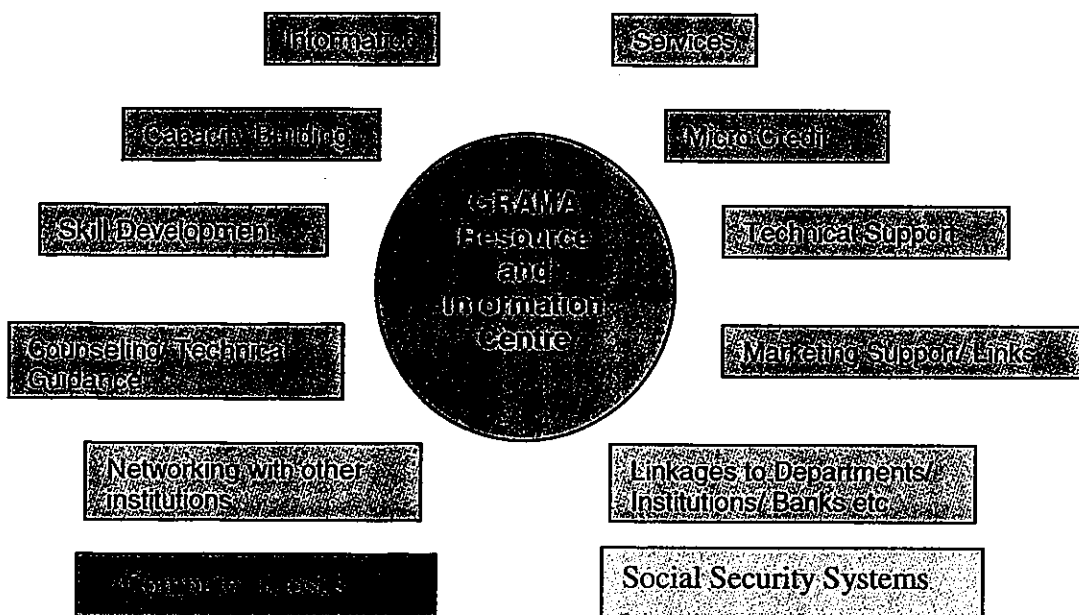 Information
Services
Capacity Building
Micro Credit
GRAMA
Resource
and
Information
Centre
Skill Development
Technical Support
Counseling/ Technical
Guidance
Marketing Support/ Links
Networking with other
institutions
Linkages to Departments/
Institutions/ Banks etc
Social Security Systems